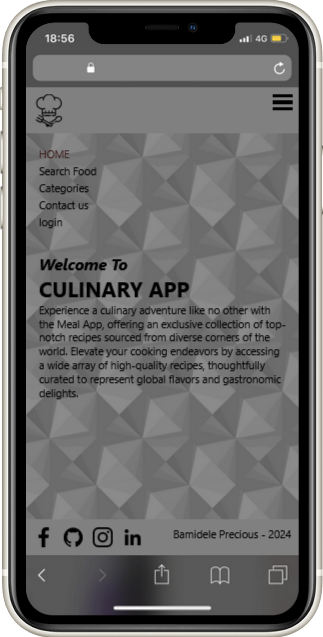 18:56
4G
HOME
Search Food
Categories
Contact us
login
Welcome To
CULINARY APP
Experience a culinary adventure like no other with
the Meal App, offering an exclusive collection of top-
notch recipes sourced from diverse corners of the
world. Elevate your cooking endeavors by accessing
a wide array of high-quality recipes, thoughtfully
curated to represent global flavors and gastronomic
delights.
Bamidele Precious - 2024